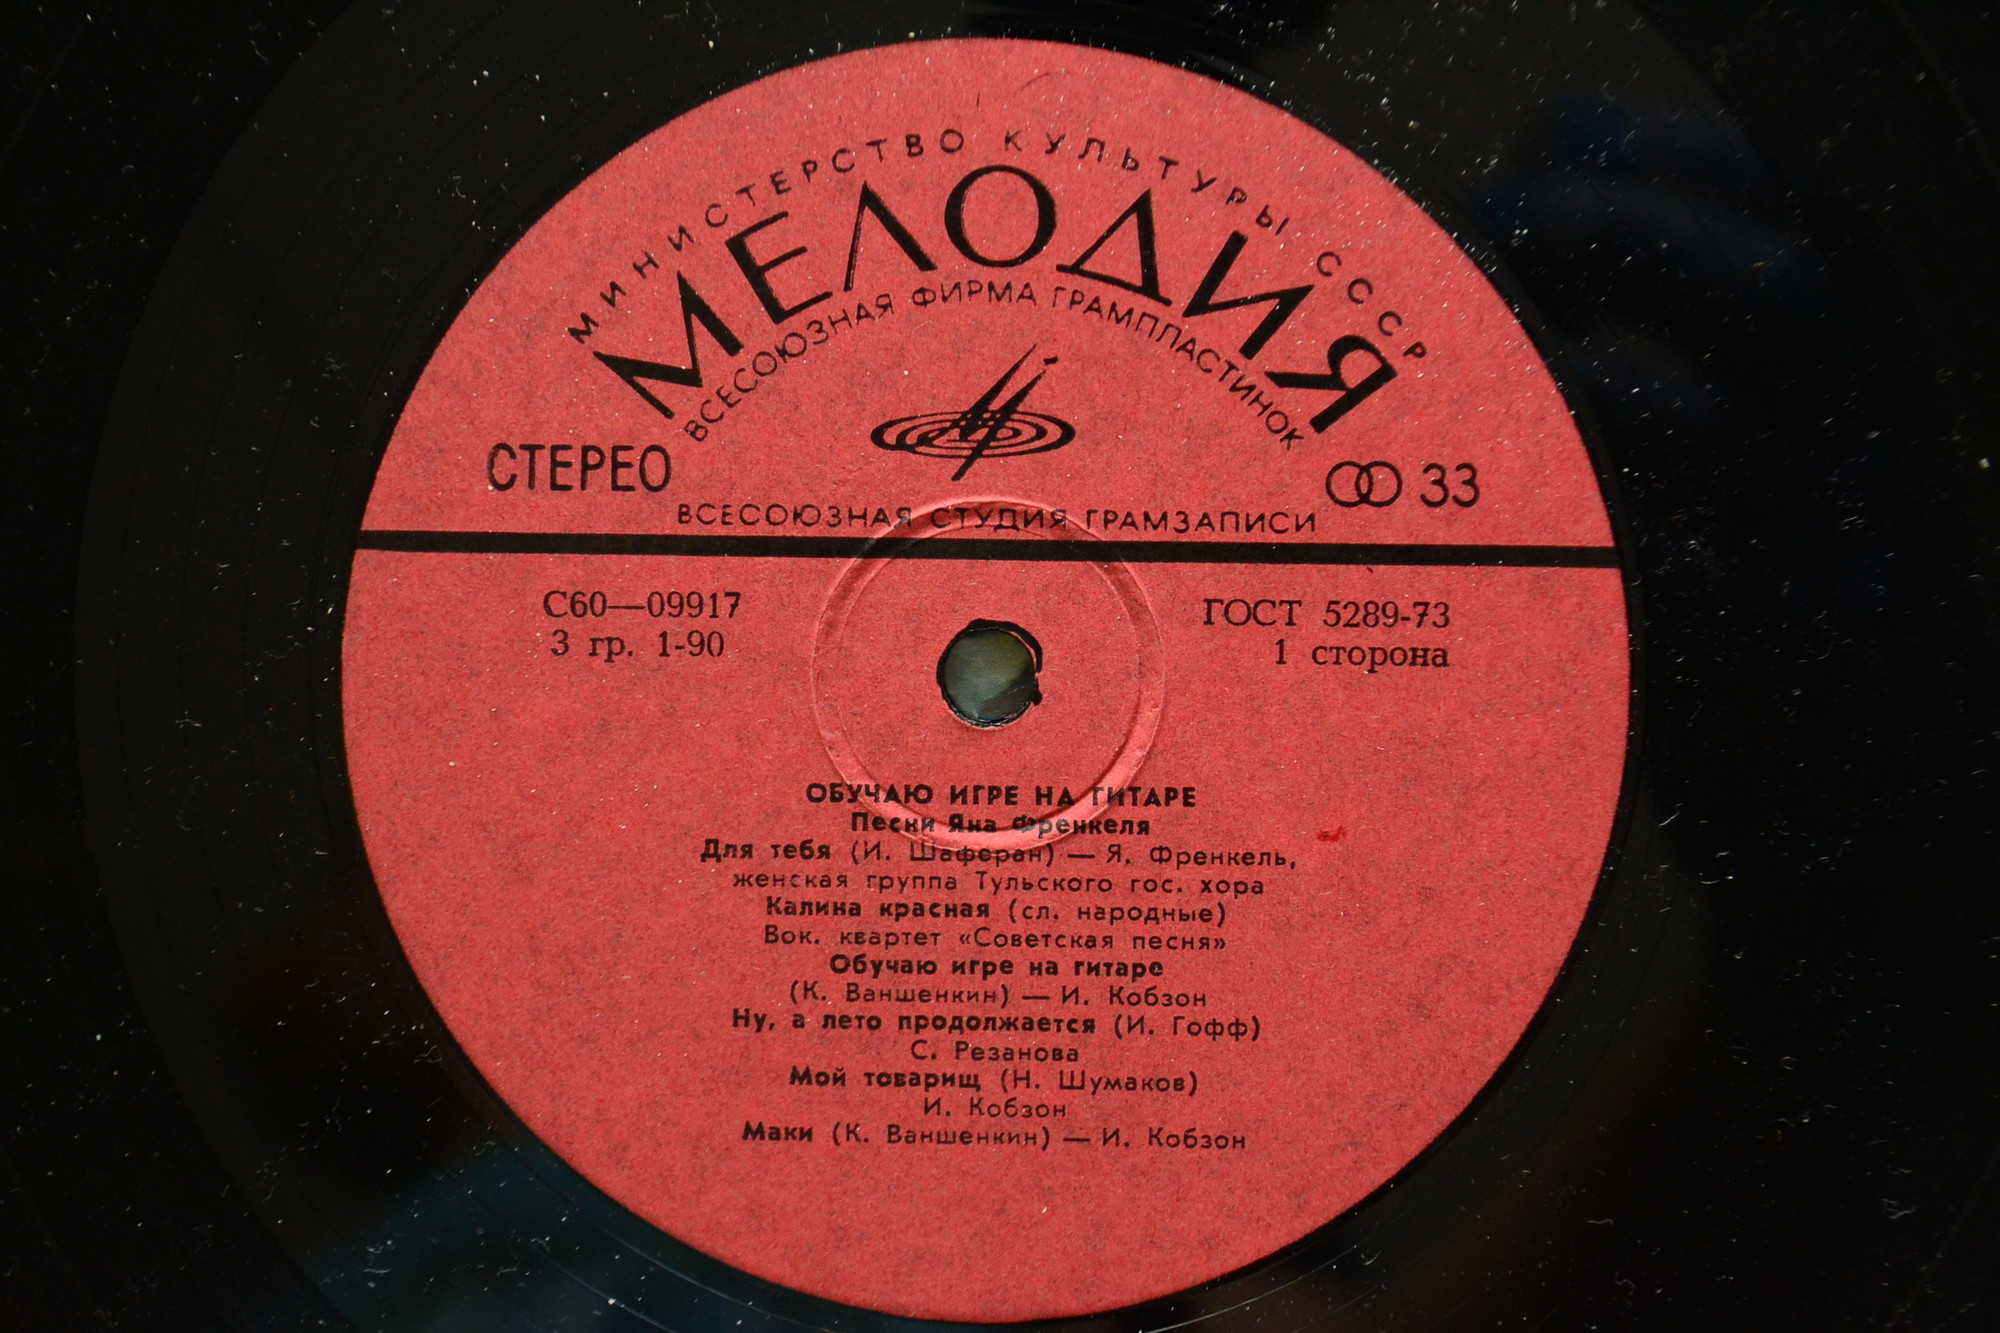 МИНИСТЕРСТВО КУЛЬТУРЫ СССР
МЕЛОДИЯ
ВСЕСОЮЗНАЯ ФИРМА ГРАМПЛАСТИНОК
СТЕРЕО
33
ВСЕСОЮЗНАЯ СТУДИЯ ГРАМЗАПИСИ
С60—09917
ГОСТ 5289-73
3 гр. 1-90
1 сторона
ОБУЧАЮ ИГРЕ НА ГИТАРЕ
Песни Яна Френкеля
Для тебя (И. Шаферан) — Я. Френкель,
женская группа Тульского гос. хора
Калина красная (сл. народные)
Вок. квартет «Советская песня»
Обучаю игре на гитаре
(К. Ваншенкин) — И. Кобзон
Ну, а лето продолжается (И. Гофф)
С. Резанова
Мой товарищ (Н. Шумаков)
И. Кобзон
Маки (К. Ваншенкин) — И. Кобзон